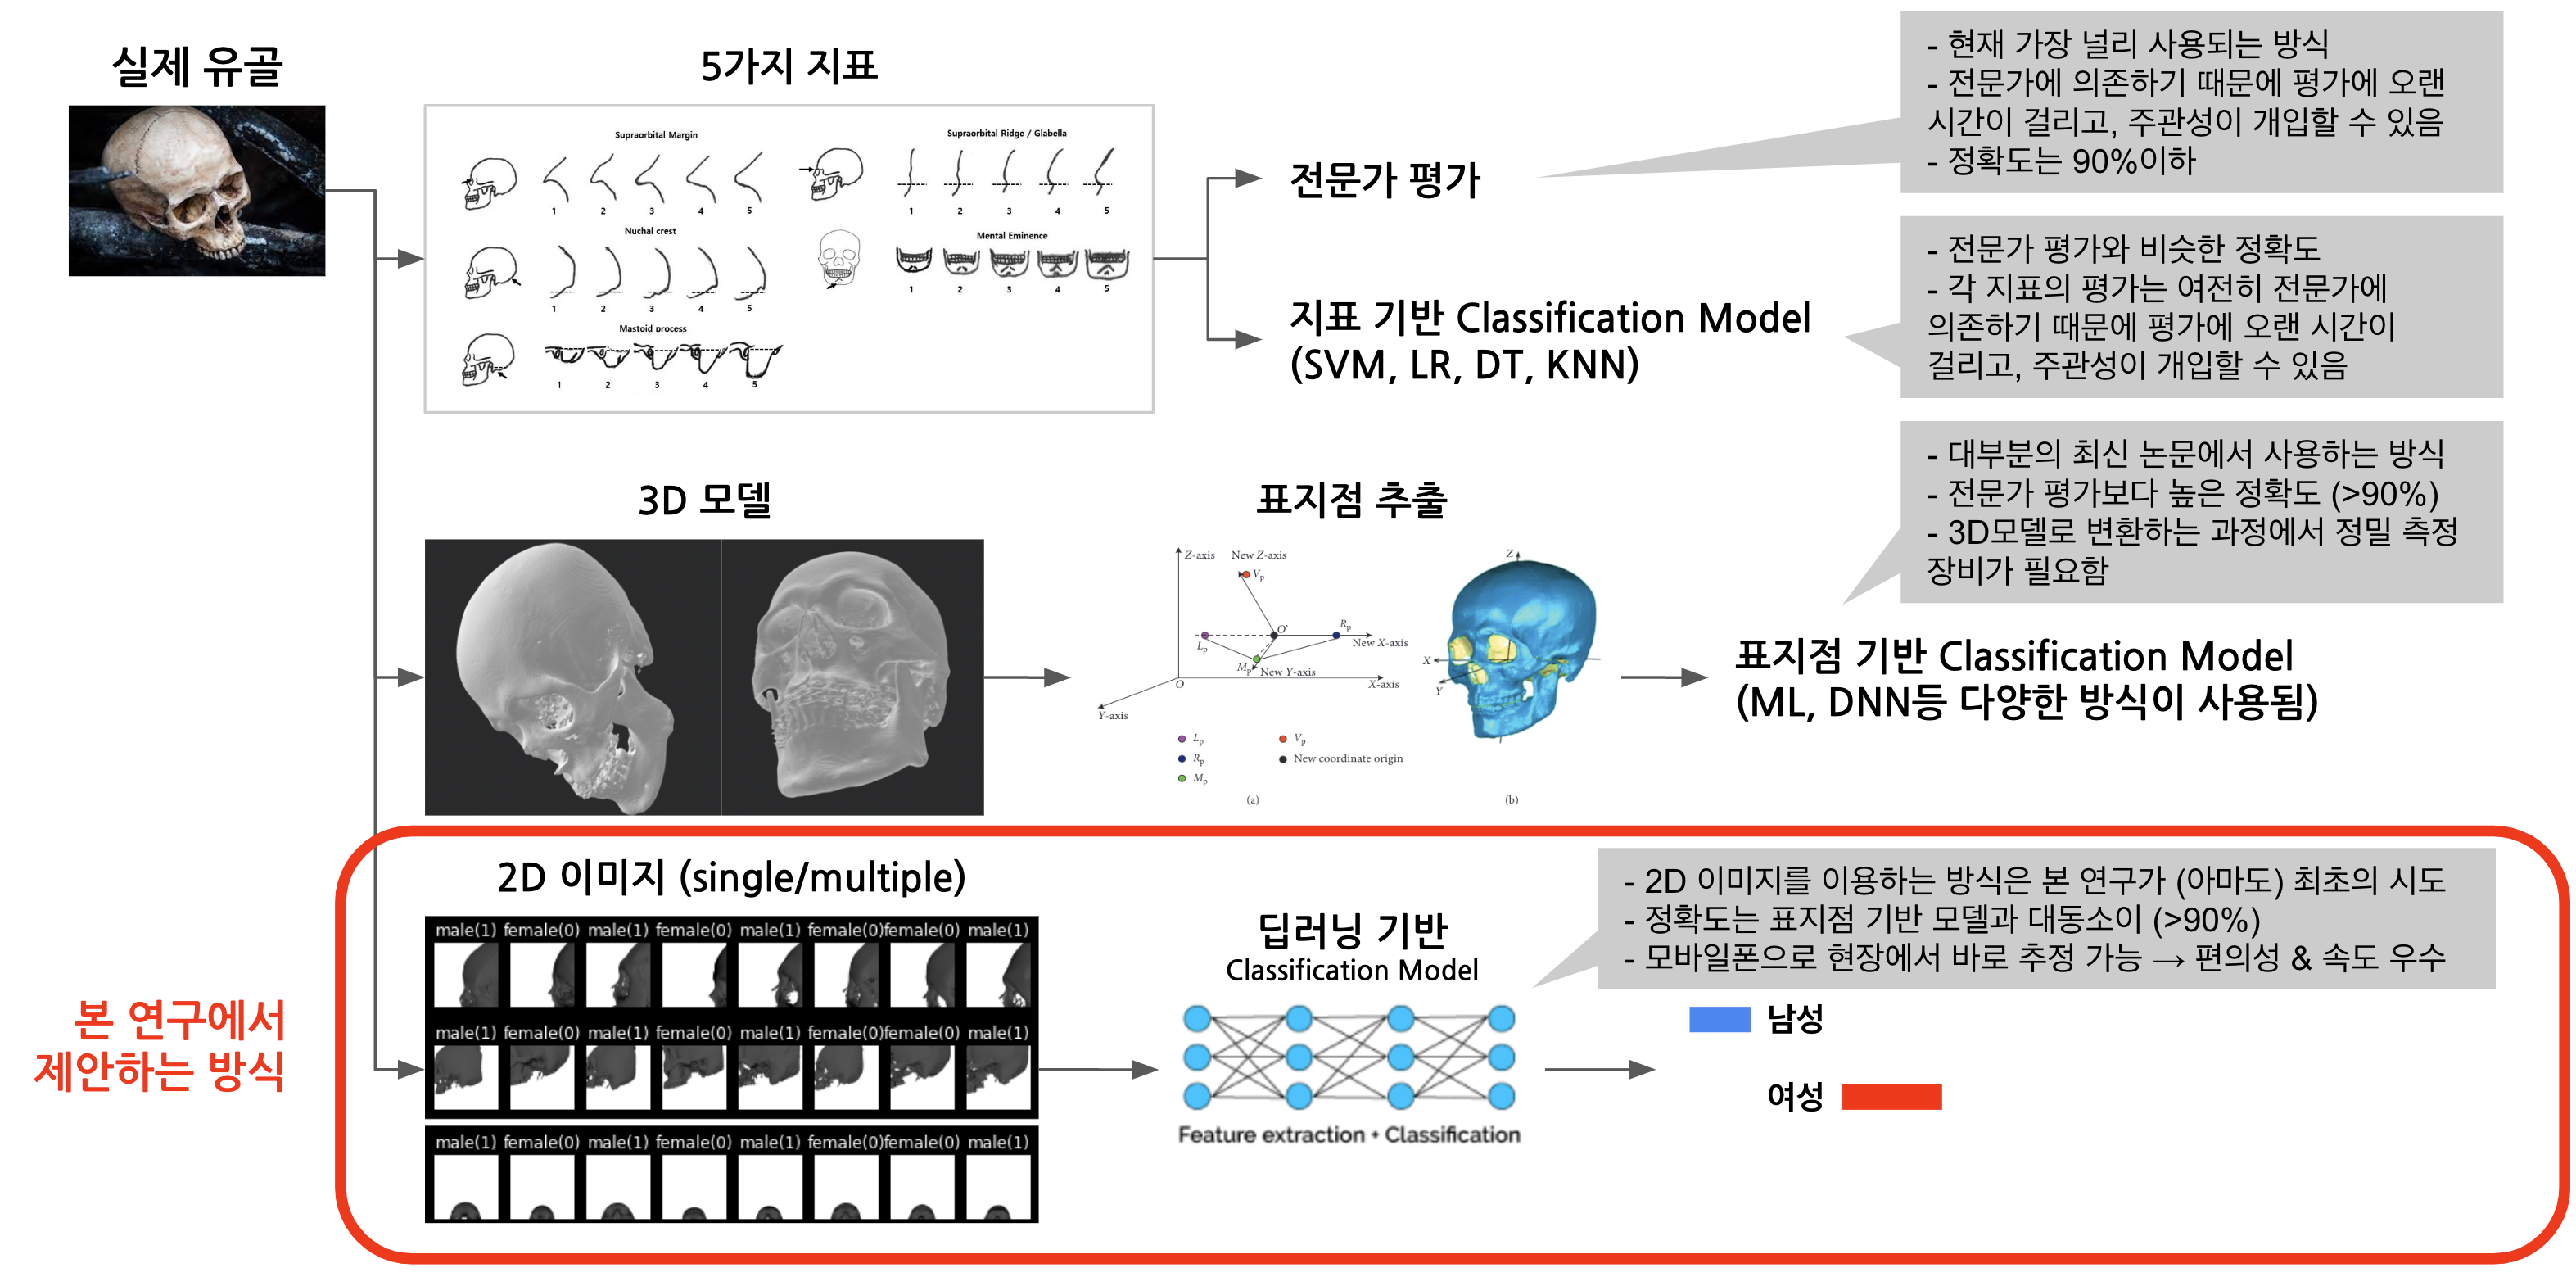 실제 유골
5가지 지표
Supraorbital Margin
1 2 3 4 5
Supraorbital Ridge / Glabella
1 2 3 4 5
Nuchal crest
1 2 3 4 5
Mental Eminence
1 2 3 4 5
Mastoid process
1 2 3 4 5
전문가 평가
- 현재 가장 널리 사용되는 방식
- 전문가에 의존하기 때문에 평가에 오랜
시간이 걸리고, 주관성이 개입할 수 있음
- 정확도는 90%이하
지표 기반 Classification Model
(SVM, LR, DT, KNN)
- 전문가 평가와 비슷한 정확도
- 각 지표의 평가는 여전히 전문가에
의존하기 때문에 평가에 오랜 시간이
걸리고, 주관성이 개입할 수 있음
3D 모델
표지점 추출
Z-axis
New Z-axis
Vp
O'
Rp
New X-axis
Lp
Mp
New Y-axis
O
X-axis
Y-axis
Lp
Rp
Mp
Vp
New coordinate origin
(a)
Z
X
Y
(b)
- 대부분의 최신 논문에서 사용하는 방식
- 전문가 평가보다 높은 정확도 (>90%)
- 3D모델로 변환하는 과정에서 정밀 측정
장비가 필요함
표지점 기반 Classification Model
(ML, DNN등 다양한 방식이 사용됨)
본 연구에서
제안하는 방식
2D 이미지 (single/multiple)
male(1) female(0) male(1) female(0) male(1) female(0) female(0) male(1)
male(1) female(0) male(1) female(0) male(1) female(0) female(0) male(1)
male(1) female(0) male(1) female(0) male(1) female(0) female(0) male(1)
딥러닝 기반
Classification Model
Feature extraction + Classification
- 2D 이미지를 이용하는 방식은 본 연구가 (아마도) 최초의 시도
- 정확도는 표지점 기반 모델과 대동소이 (>90%)
- 모바일폰으로 현장에서 바로 추정 가능 → 편의성 & 속도 우수
남성
여성